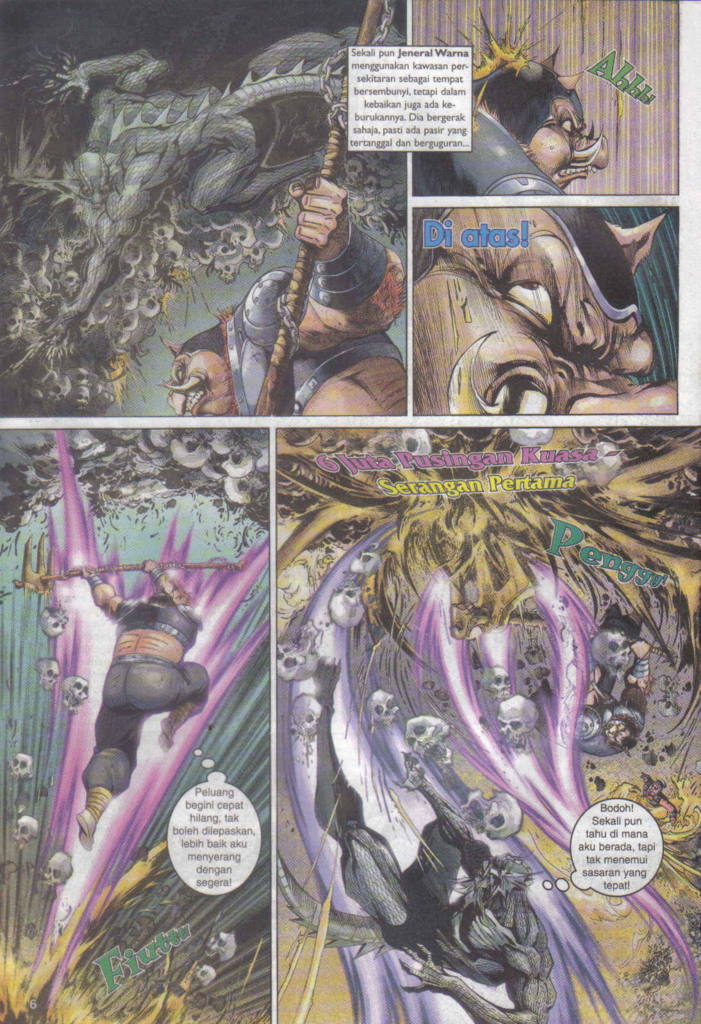 Sekali pun Jeneral Warna
menggunakan kawasan per-
sekitaran sebagai tempat
bersembunyi, tetapi dalam
kebaikan juga ada ke-
burukannya. Dia bergerak
sahaja, pasti ada pasir yang
tertanggal dan berguguran...
Ahhh
Di atas!
Peluang
begini cepat
hilang, tak
boleh dilepaskan,
lebih baik aku
menyerang
dengan
segera!
Fiuttt
6 Juta Pusingan Kuasa -
Serangan Pertama
Penggg
Bodoh!
Sekali pun
tahu di mana
aku berada, tapi
tak menemui
sasaran yang
tepat!
6